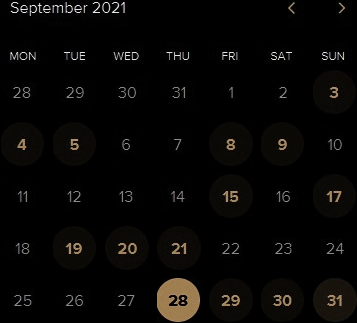 September 2021
MON TUE WED THU FRI SAT SUN
28 29 30 31 1 2 3
4 5 6 7 8 9 10
11 12 13 14 15 16 17
18 19 20 21 22 23 24
25 26 27 28 29 30 31